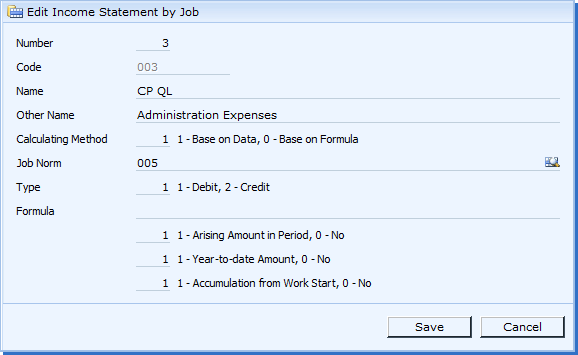 Edit Income Statement by Job
Number 3
Code 003
Name CP QL
Other Name Administration Expenses
Calculating Method 1 1 - Base on Data, 0 - Base on Formula
Job Norm 005
Type 1 1 - Debit, 2 - Credit
Formula
1 1 - Arising Amount in Period, 0 - No
1 1 - Year-to-date Amount, 0 - No
1 1 - Accumulation from Work Start, 0 - No
Save Cancel